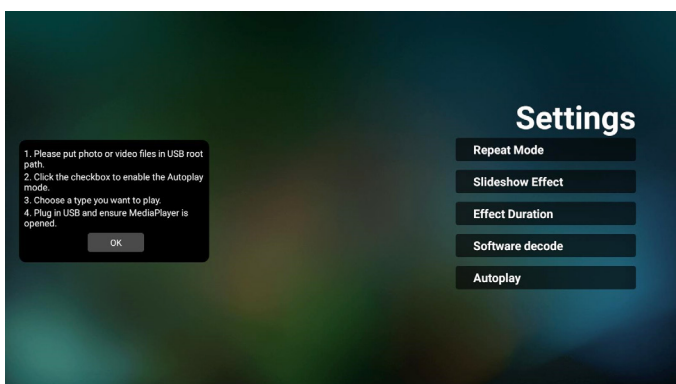 Settings
1. Please put photo or video files in USB root
path.
2. Click the checkbox to enable the Autoplay
mode.
3. Choose a type you want to play.
4. Plug in USB and ensure MediaPlayer is
opened.
OK
Repeat Mode
Slideshow Effect
Effect Duration
Software decode
Autoplay